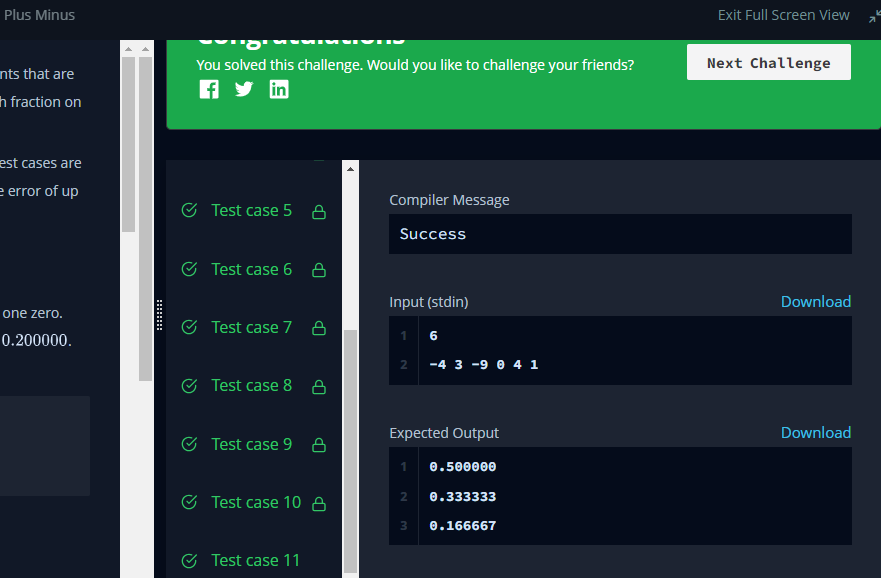 Plus Minus
Exit Full Screen View
nts that are
h fraction on
est cases are
e error of up
one zero.
0.200000.
Congratulations
You solved this challenge. Would you like to challenge your friends?
Next Challenge
Test case 5
Test case 6
Test case 7
Test case 8
Test case 9
Test case 10
Test case 11
Compiler Message
Success
Input (stdin)
Download
1 6
2 -4 3 -9 0 4 1
Expected Output
Download
1 0.500000
2 0.333333
3 0.166667